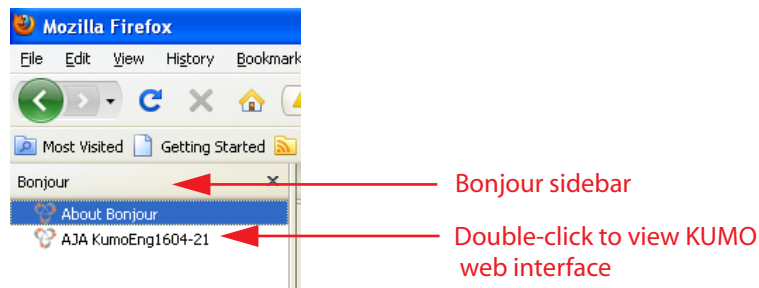 Mozilla Firefox
File Edit View History Bookmark
Most Visited Getting Started
Bonjour x
Bonjour sidebar
About Bonjour
AJA KumoEng1604-21
Double-click to view KUMO
web interface